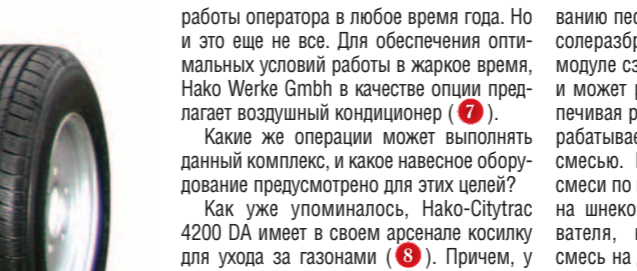 работы оператора в любое время года. Но
и это еще не все. Для обеспечения опти-
мальных условий работы в жаркое время,
Hako Werke Gmbh в качестве опции пред-
лагает воздушный кондиционер ( 7 ).
Какие же операции может выполнять
данный комплекс, и какое навесное обору-
дование предусмотрено для этих целей?
Как уже упоминалось, Hako-Citytrac
4200 DA имеет в своем арсенале косилку
для ухода за газонами ( 8 ). Причем, у
ванию
солеразбр
модуле
и может
печивая
рабатывае
смесью.
смеси по
на шнеко
вателя,
смесь на